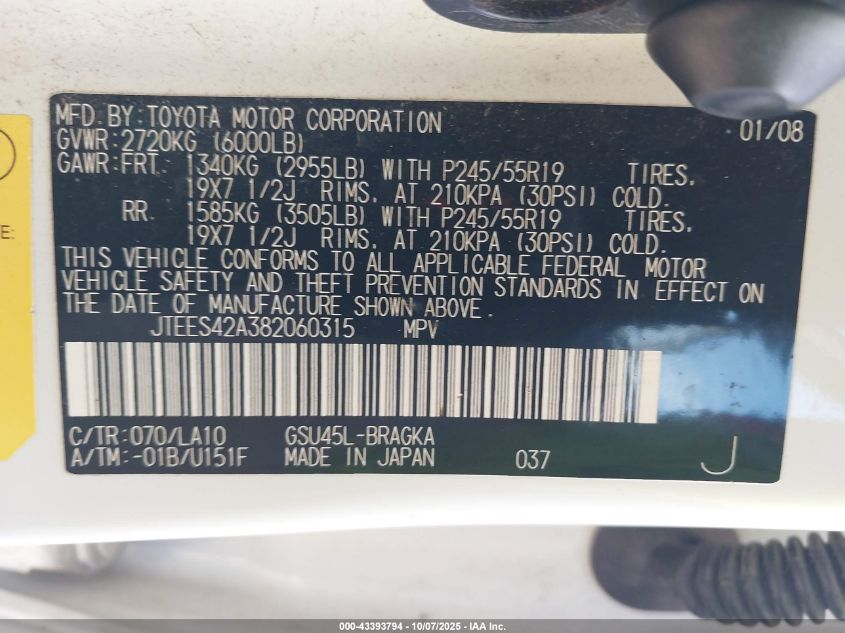 MFD.BY:TOYOTA MOTOR CORPORATION 01/08
GVWR:2720KG (6000LB)
GAWR:FRT. 1340KG (2955LB) WITH P245/55R19 TIRES,
19X7 1/2J RIMS, AT 210KPA (30PSI) COLD.
RR 1585KG (3505LB) WITH P245/55R19 TIRES,
19X7 1/2J RIMS, AT 210KPA (30PSI) COLD.
THIS VEHICLE CONFORMS TO ALL APPLICABLE FEDERAL MOTOR
VEHICLE SAFETY AND THEFT PREVENTION STANDARDS IN EFFECT ON
THE DATE OF MANUFACTURE SHOWN ABOVE.
JTEES42A382060315 MPV
C/TR:070/LA10 GSU45L-BRAGKA
A/TM:-01B/U151F MADE IN JAPAN 037 J
E:
000-43393794 - 10/07/2025 - IAA Inc.